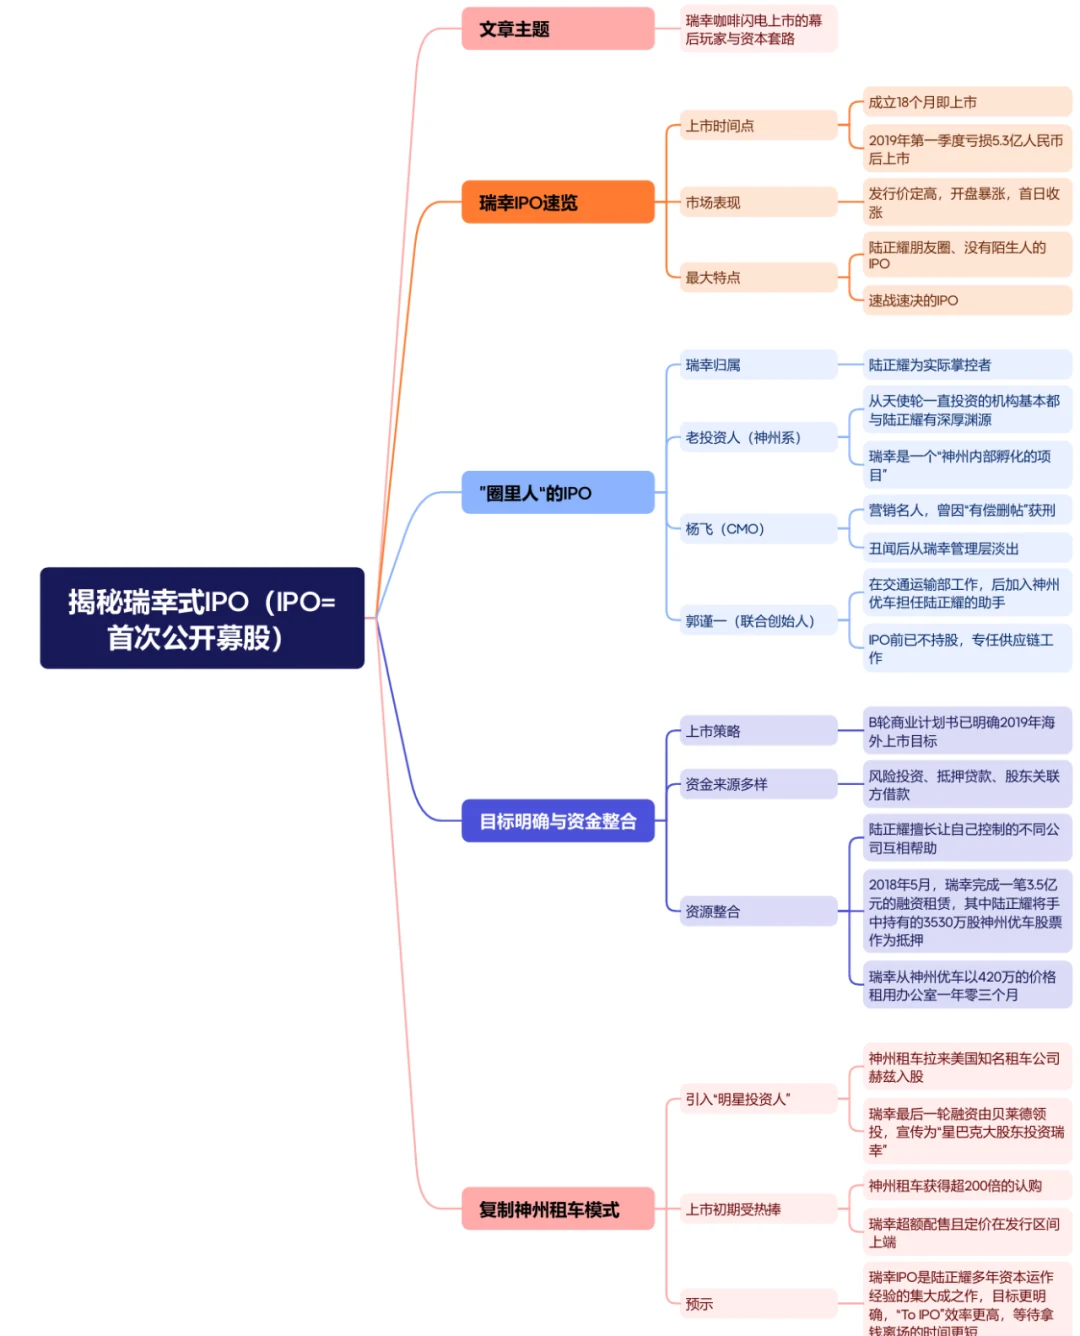 文章主题
瑞幸咖啡闪电上市的幕
后玩家与资本套路
瑞幸IPO速览
上市时间点
成立18个月即上市
2019年第一季度亏损5.3亿人民币
后上市
市场表现
发行价定高，开盘暴涨，首日收
涨
最大特点
陆正耀朋友圈、没有陌生人的
IPO
速战速决的IPO
揭秘瑞幸式IPO（IPO=
首次公开募股）
”圈里人“的IPO
瑞幸归属
陆正耀为实际掌控者
老投资人（神州系）
从天使轮一直投资的机构基本都
与陆正耀有深厚渊源
瑞幸是一个“神州内部孵化的项
目”
杨飞（CMO）
营销名人，曾因“有偿删帖”获刑
丑闻后从瑞幸管理层淡出
郭谨一（联合创始人）
在交通运输部工作，后加入神州
优车担任陆正耀的助手
IPO前已不持股，专任供应链工
作
目标明确与资金整合
上市策略
B轮商业计划书已明确2019年海
外上市目标
资金来源多样
风险投资、抵押贷款、股东关联
方借款
资源整合
陆正耀擅长让自己控制的不同公
司互相帮助
2018年5月，瑞幸完成一笔3.5亿
元的融资租赁，其中陆正耀将手
中持有的3530万股神州优车股票
作为抵押
瑞幸从神州优车以420万的价格
租用办公室一年零三个月
复制神州租车模式
引入“明星投资人”
神州租车拉来美国知名租车公司
赫兹入股
瑞幸最后一轮融资由贝莱德领
投，宣传为“星巴克大股东投资瑞
幸”
上市初期受热捧
神州租车获得超200倍的认购
瑞幸超额配售且定价在发行区间
上端
预示
瑞幸IPO是陆正耀多年资本运作
经验的集大成之作，目标更明
确，“To IPO”效率更高，等待拿
钱离场的时间更短